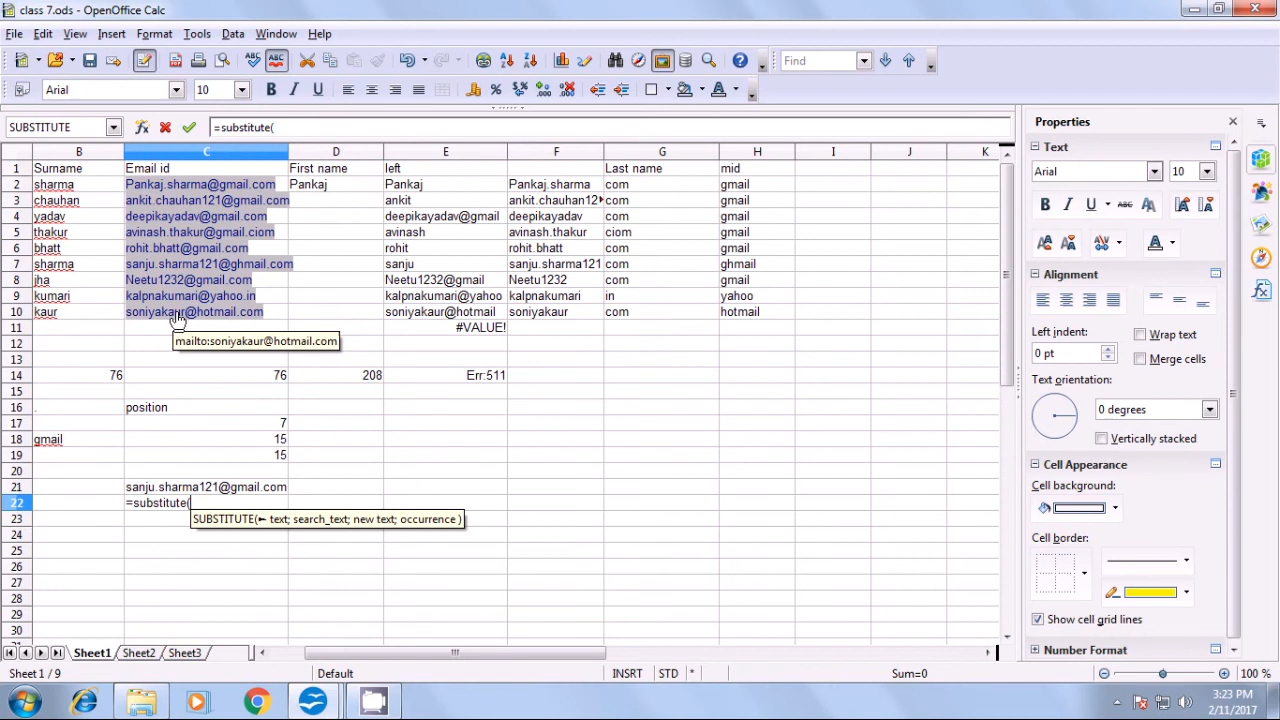 class 7.ods - OpenOffice Calc
File Edit View Insert Format Tools Data Window Help
Find
Arial 10
SUBSTITUTE =substitute(
B C D E F G H I J K
1 Surname Email id First name left Last name mid
2 sharma Pankaj.sharma@gmail.com Pankaj Pankaj Pankaj.sharma com gmail
3 chauhan ankit.chauhan121@gmail.com ankit ankit.chauhan12 com gmail
4 yadav deepikayadav@gmail.com deepikayadav@gmail deepikayadav com gmail
5 thakur avinash.thakur@gmail.ciom avinash avinash.thakur ciom gmail
6 bhatt rohit.bhatt@gmail.com rohit rohit.bhatt com gmail
7 sharma sanju.sharma121@ghmail.com sanju sanju.sharma121 com ghmail
8 jha Neetu1232@gmail.com Neetu1232@gmail Neetu1232 com gmail
9 kumari kalpnakumari@yahoo.in kalpnakumari@yahoo kalpnakumari in yahoo
10 kaur soniyakaur@hotmail.com soniyakaur@hotmail soniyakaur com hotmail
11 #VALUE!
12 mailto:soniyakaur@hotmail.com
13
14 76 76 208 Err:511
15
16 . position
17 7
18 gmail 15
19 15
20
21 sanju.sharma121@gmail.com
22 =substitute(
23 SUBSTITUTE(► text; search_text; new text; occurrence )
24
25
26
27
28
29
30
31
Sheet1 Sheet2 Sheet3
Sheet 1 / 9 Default INSRT STD * Sum=0 100 %
Properties
Text
Arial 10
B I U ABC A
Alignment
Left indent: Wrap text
0 pt Merge cells
Text orientation:
0 degrees
Vertically stacked
Cell Appearance
Cell background:
Cell border:
Show cell grid lines
Number Format
3:23 PM
2/11/2017